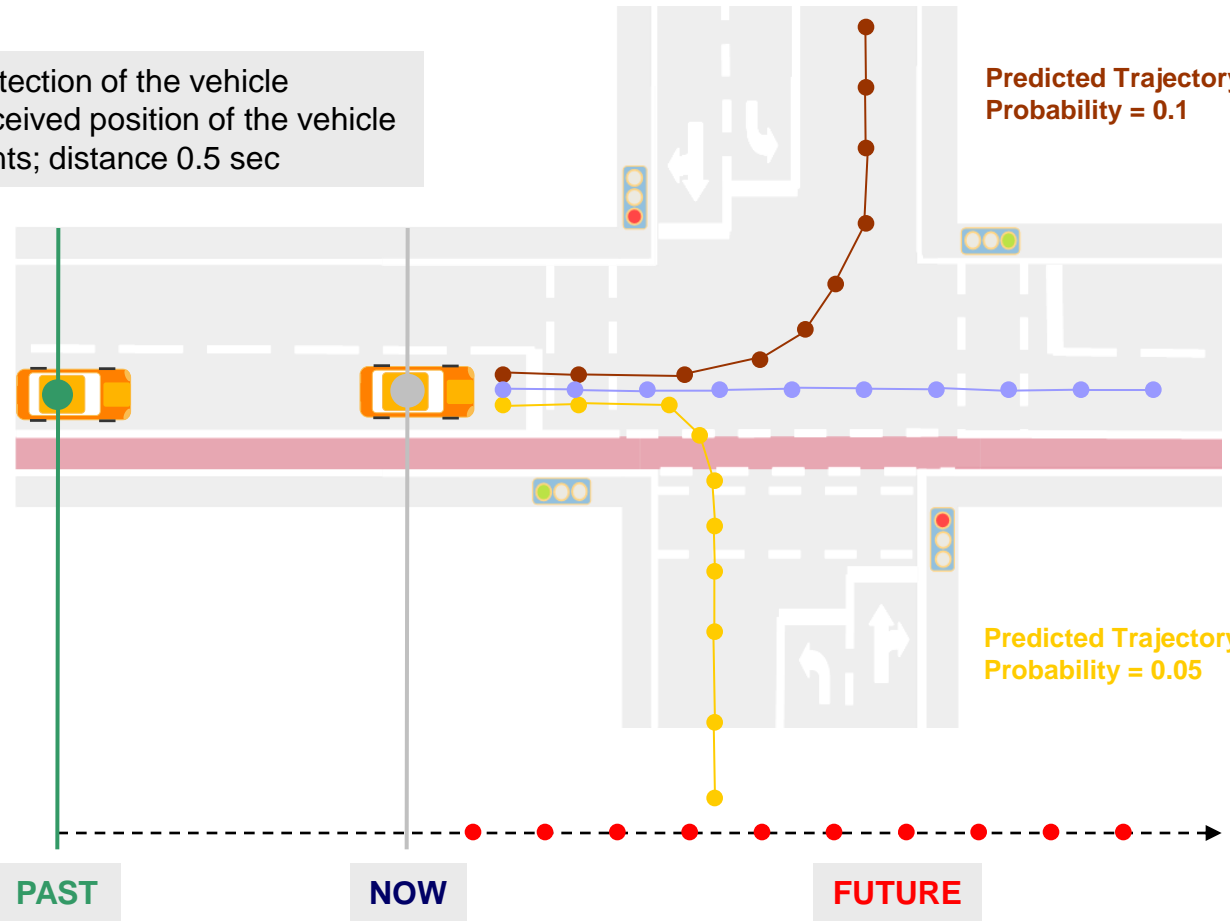 tection of the vehicle
ceived position of the vehicle
nts; distance 0.5 sec
Predicted Trajectory
Probability = 0.1
Predicted Trajectory
Probability = 0.05
PAST
NOW
FUTURE